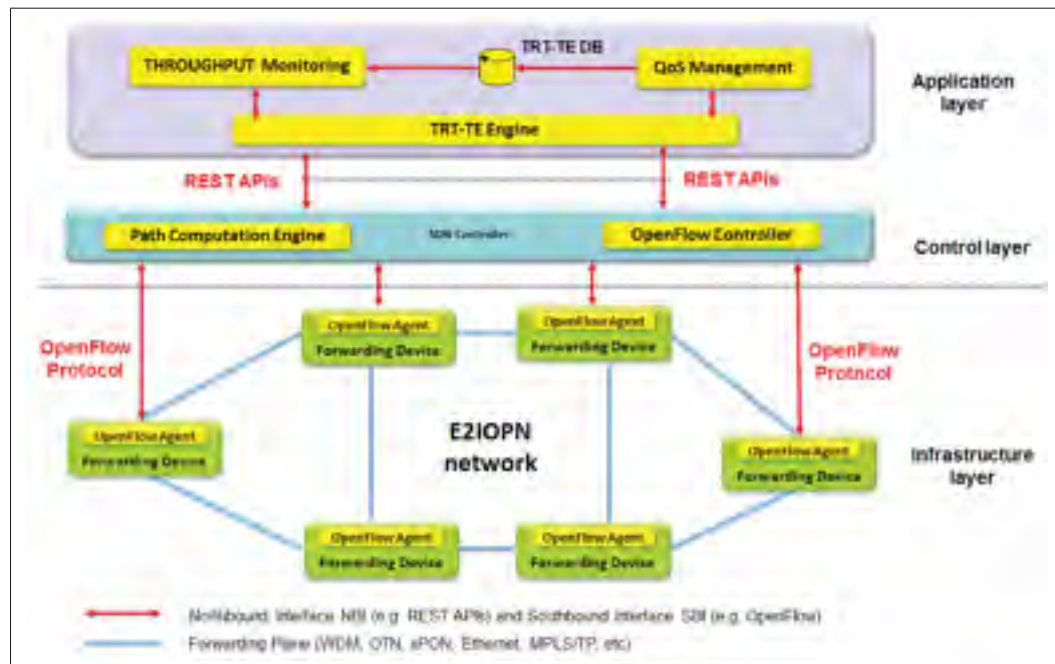 TRT-TE DB
THROUGHPUT Monitoring
QoS Management
Application
layer
TRT-TE Engine
REST APIs
REST APIs
Path Computation Engine
SDN Controller
OpenFlow Controller
Control layer
OpenFlow Agent
Forwarding Device
OpenFlow Agent
Forwarding Device
OpenFlow
Protocol
OpenFlow
Protocol
OpenFlow Agent
Forwarding Device
E2IOPN
network
OpenFlow Agent
Forwarding Device
Infrastructure
layer
OpenFlow Agent
Forwarding Device
OpenFlow Agent
Forwarding Device
Northbound Interface NBI (e.g. REST APIs) and Southbound Interface SBI (e.g. OpenFlow)
Forwarding Plane (WDM, OTN, xPON, Ethernet, MPLS/TP, etc)